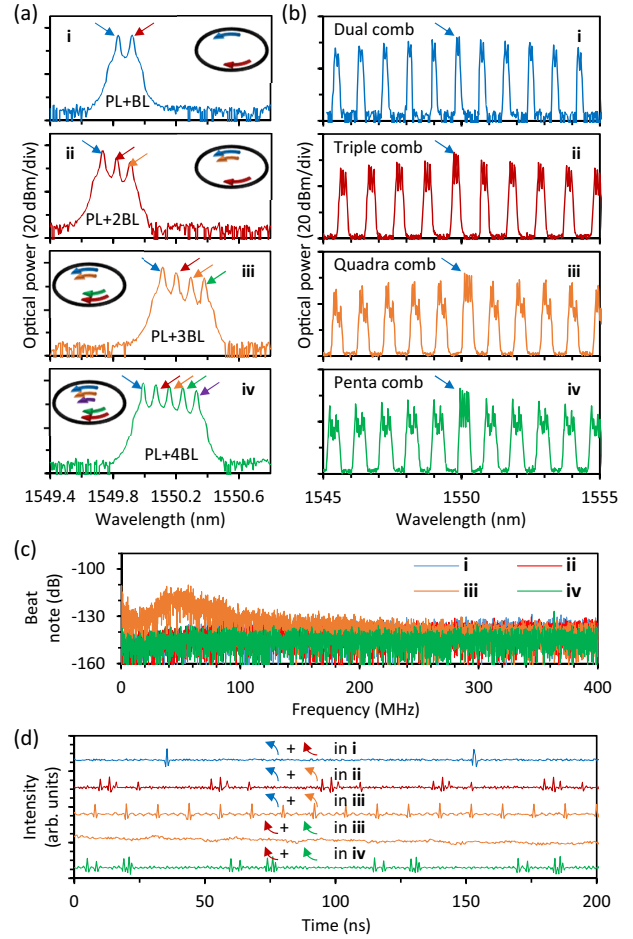 (a)
(b)
i
PL+BL
Dual comb
i
ii
PL+2BL
Triple comb
ii
iii
PL+3BL
Quadra comb
iii
iv
PL+4BL
Penta comb
iv
Optical power (20 dBm/div)
Optical power (20 dBm/div)
1549.4 1549.8 1550.2 1550.6
Wavelength (nm)
1545 1550 1555
Wavelength (nm)
(c)
Beat
note (dB)
-100
-130
-160
i ii
iii iv
0 100 200 300 400
Frequency (MHz)
(d)
Intensity
(arb. units)
+ in i
+ in ii
+ in iii
+ in iii
+ in iv
0 50 100 150 200
Time (ns)